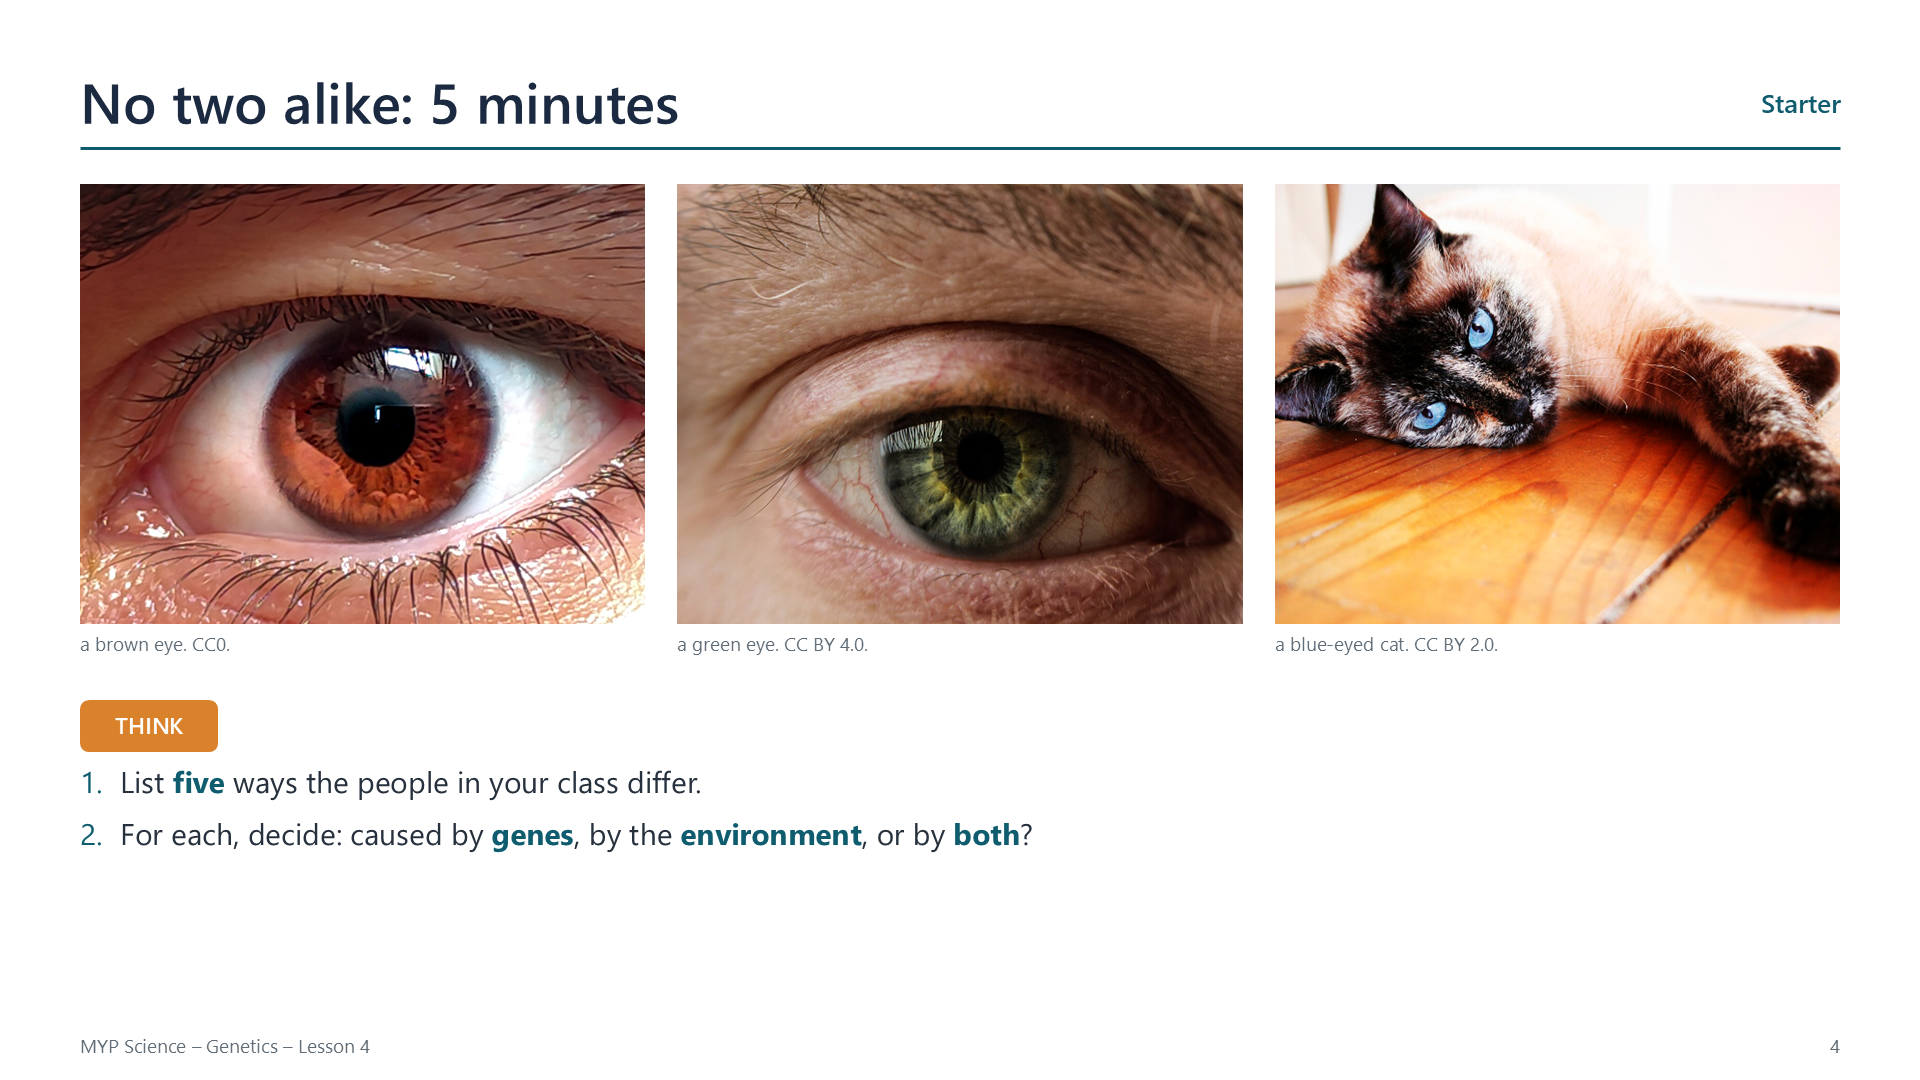 No two alike: 5 minutes
Starter
a brown eye. CC0.
a green eye. CC BY 4.0.
a blue-eyed cat. CC BY 2.0.
THINK
1. List five ways the people in your class differ.
2. For each, decide: caused by genes, by the environment, or by both?
MYP Science – Genetics – Lesson 4
4